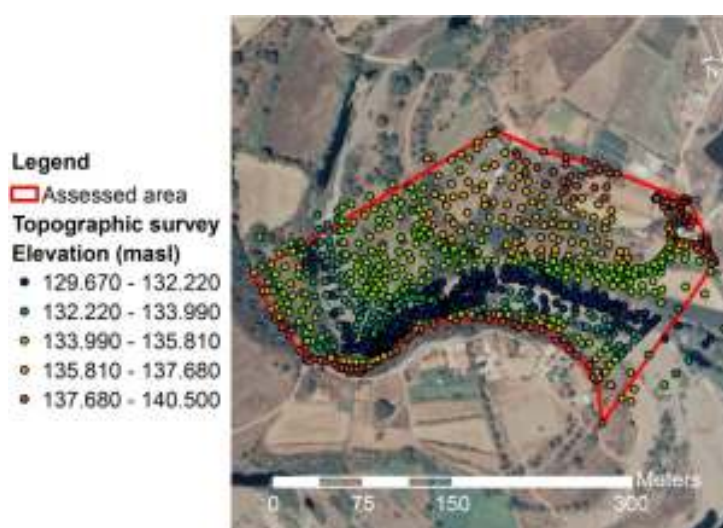 Legend
Assessed area
Topographic survey
Elevation (masl)
129.670 - 132.220
132.220 - 133.990
133.990 - 135.810
135.810 - 137.680
137.680 - 140.500
Meters
0 75 150 300